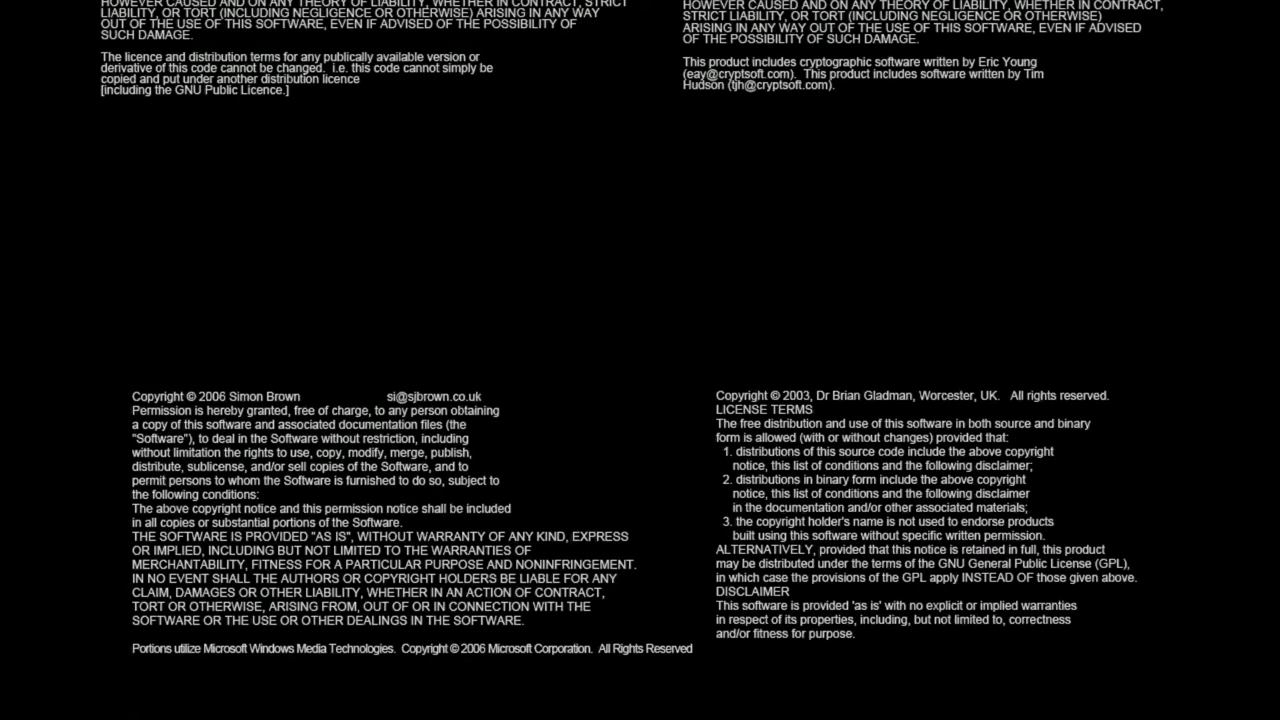 HOWEVER CAUSED AND ON ANY THEORY OF LIABILITY, WHETHER IN CONTRACT, STRICT
LIABILITY, OR TORT (INCLUDING NEGLIGENCE OR OTHERWISE) ARISING IN ANY WAY
OUT OF THE USE OF THIS SOFTWARE, EVEN IF ADVISED OF THE POSSIBILITY OF
SUCH DAMAGE.
The licence and distribution terms for any publically available version or
derivative of this code cannot be changed.  i.e. this code cannot simply be
copied and put under another distribution licence
[including the GNU Public Licence.]
HOWEVER CAUSED AND ON ANY THEORY OF LIABILITY, WHETHER IN CONTRACT,
STRICT LIABILITY, OR TORT (INCLUDING NEGLIGENCE OR OTHERWISE)
ARISING IN ANY WAY OUT OF THE USE OF THIS SOFTWARE, EVEN IF ADVISED
OF THE POSSIBILITY OF SUCH DAMAGE.
This product includes cryptographic software written by Eric Young
(eay@cryptsoft.com).  This product includes software written by Tim
Hudson (tjh@cryptsoft.com).
Copyright © 2006 Simon Brown si@sjbrown.co.uk
Permission is hereby granted, free of charge, to any person obtaining
a copy of this software and associated documentation files (the
"Software"), to deal in the Software without restriction, including
without limitation the rights to use, copy, modify, merge, publish,
distribute, sublicense, and/or sell copies of the Software, and to
permit persons to whom the Software is furnished to do so, subject to
the following conditions:
The above copyright notice and this permission notice shall be included
in all copies or substantial portions of the Software.
THE SOFTWARE IS PROVIDED "AS IS", WITHOUT WARRANTY OF ANY KIND, EXPRESS
OR IMPLIED, INCLUDING BUT NOT LIMITED TO THE WARRANTIES OF
MERCHANTABILITY, FITNESS FOR A PARTICULAR PURPOSE AND NONINFRINGEMENT.
IN NO EVENT SHALL THE AUTHORS OR COPYRIGHT HOLDERS BE LIABLE FOR ANY
CLAIM, DAMAGES OR OTHER LIABILITY, WHETHER IN AN ACTION OF CONTRACT,
TORT OR OTHERWISE, ARISING FROM, OUT OF OR IN CONNECTION WITH THE
SOFTWARE OR THE USE OR OTHER DEALINGS IN THE SOFTWARE.
Portions utilize Microsoft Windows Media Technologies.  Copyright © 2006 Microsoft Corporation.  All Rights Reserved
Copyright © 2003, Dr Brian Gladman, Worcester, UK.   All rights reserved.
LICENSE TERMS
The free distribution and use of this software in both source and binary
form is allowed (with or without changes) provided that:
1. distributions of this source code include the above copyright
notice, this list of conditions and the following disclaimer;
2. distributions in binary form include the above copyright
notice, this list of conditions and the following disclaimer
in the documentation and/or other associated materials;
3. the copyright holder's name is not used to endorse products
built using this software without specific written permission.
ALTERNATIVELY, provided that this notice is retained in full, this product
may be distributed under the terms of the GNU General Public License (GPL),
in which case the provisions of the GPL apply INSTEAD OF those given above.
DISCLAIMER
This software is provided 'as is' with no explicit or implied warranties
in respect of its properties, including, but not limited to, correctness
and/or fitness for purpose.